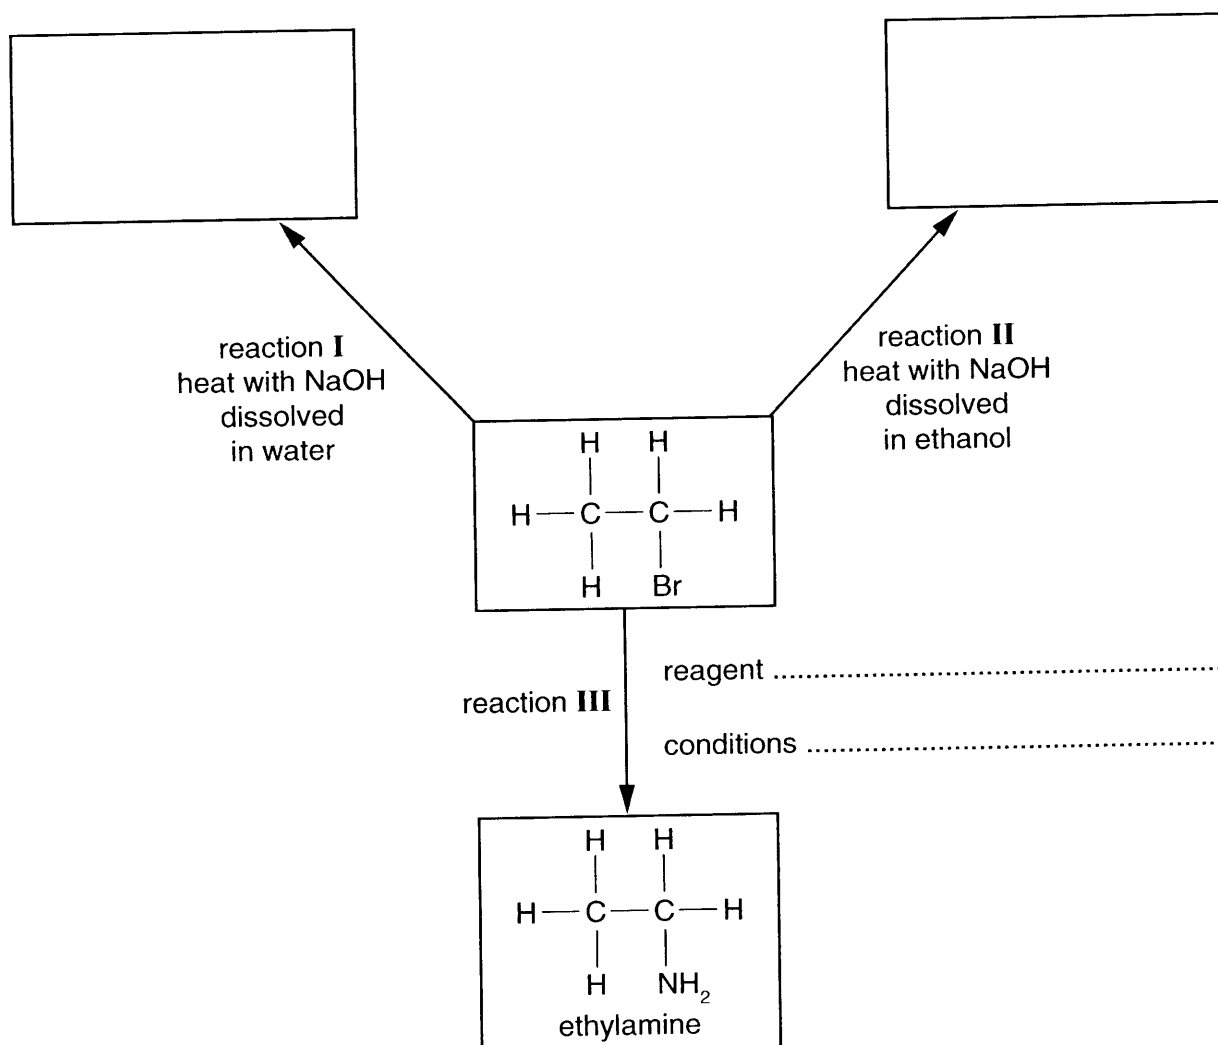 reaction I
heat with NaOH
dissolved
in water
reaction II
heat with NaOH
dissolved
in ethanol
H H
H C C H
H Br
reaction III
reagent ..........................................................
conditions .....................................................
H H
H C C H
H NH2
ethylamine